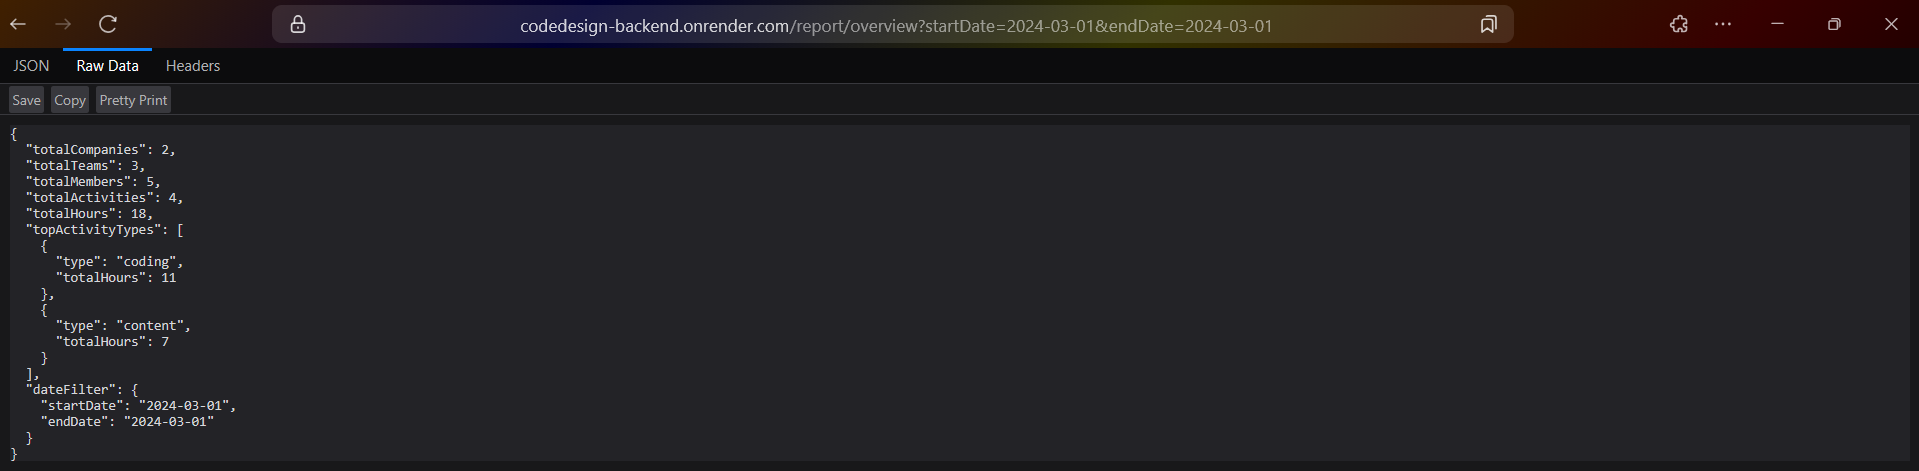 codedesign-backend.onrender.com/report/overview?startDate=2024-03-01&endDate=2024-03-01
JSON Raw Data Headers
Save Copy Pretty Print
{
  "totalCompanies": 2,
  "totalTeams": 3,
  "totalMembers": 5,
  "totalActivities": 4,
  "totalHours": 18,
  "topActivityTypes": [
    {
      "type": "coding",
      "totalHours": 11
    },
    {
      "type": "content",
      "totalHours": 7
    }
  ],
  "dateFilter": {
    "startDate": "2024-03-01",
    "endDate": "2024-03-01"
  }
}